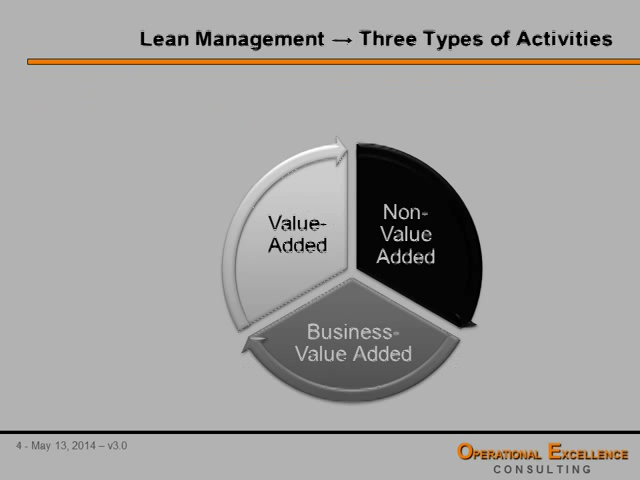 Lean Management → Three Types of Activities
Value-
Added
Non-
Value
Added
Business-
Value Added
4 - May 13, 2014 – v3.0
OPERATIONAL EXCELLENCE
CONSULTING